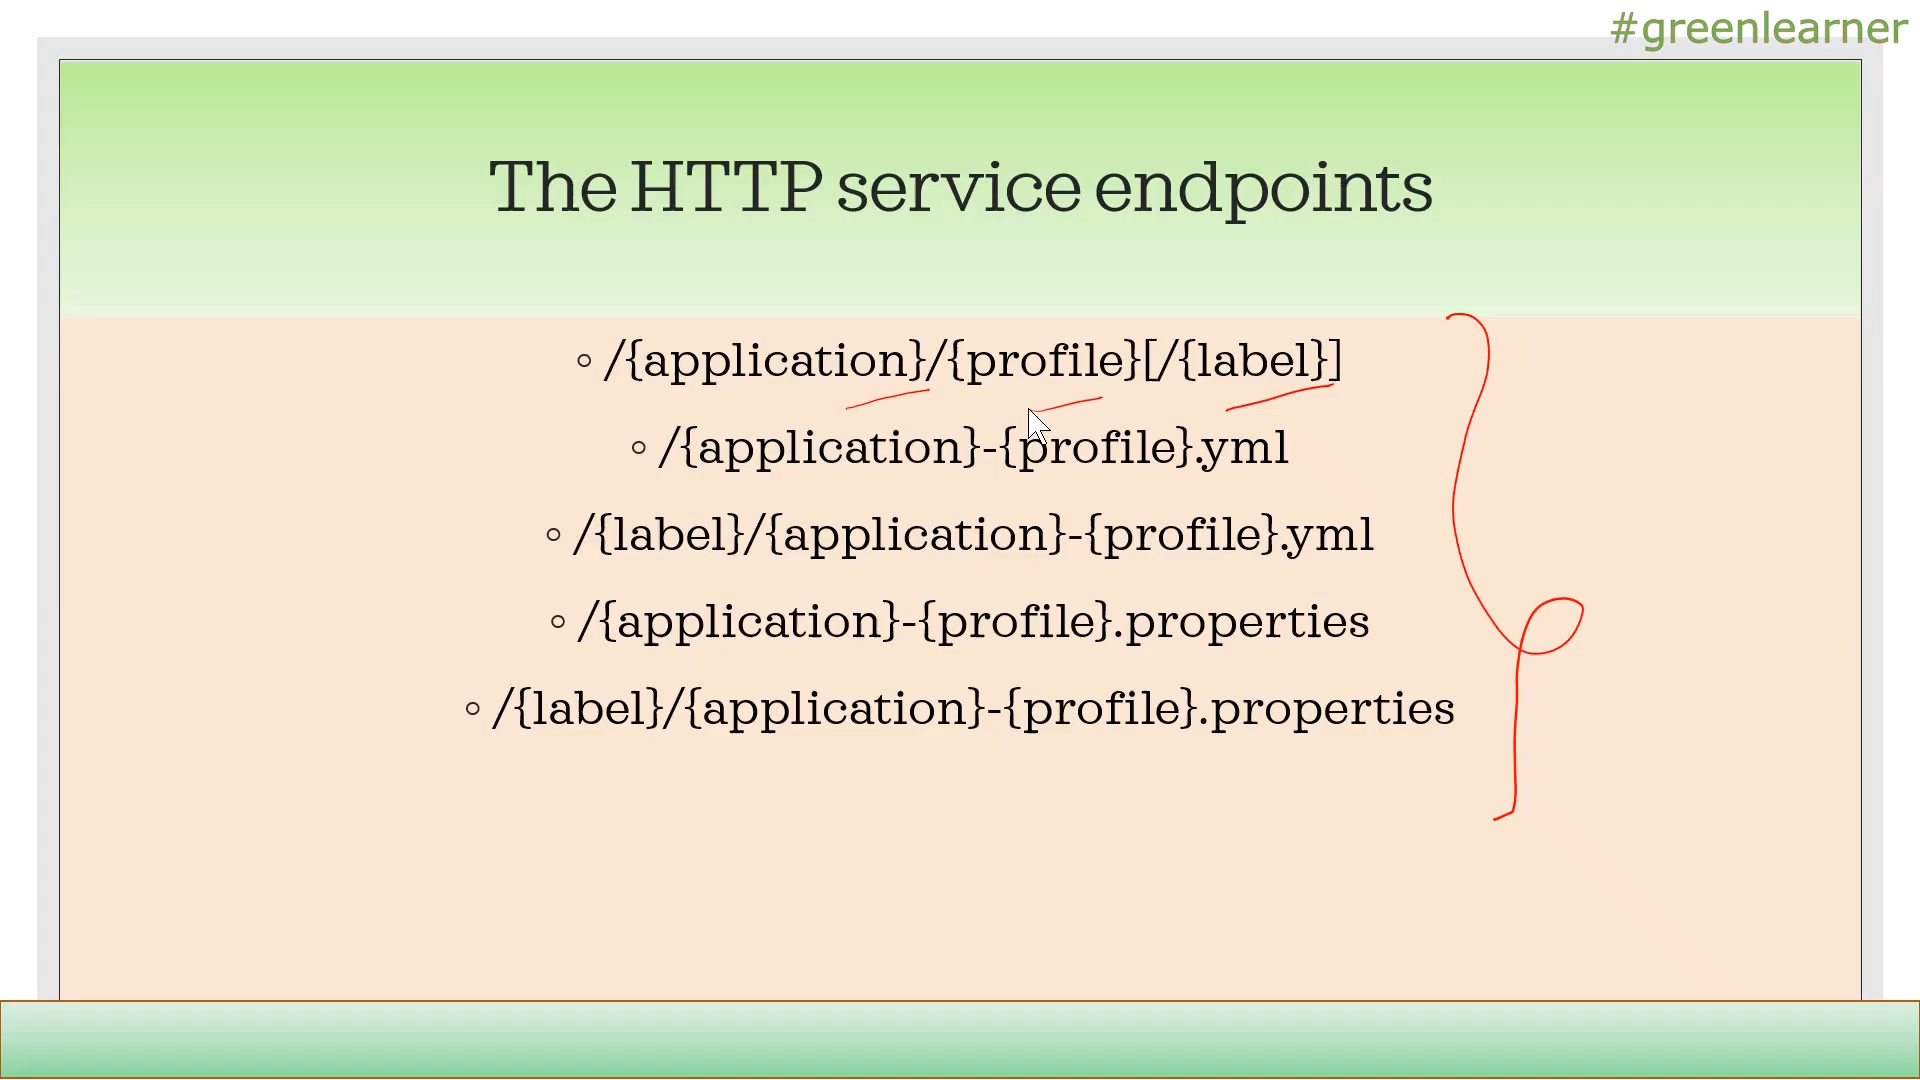 #greenlearner
The HTTP service endpoints
◦ /{application}/{profile}[/{label}]
◦ /{application}-{profile}.yml
◦ /{label}/{application}-{profile}.yml
◦ /{application}-{profile}.properties
◦ /{label}/{application}-{profile}.properties